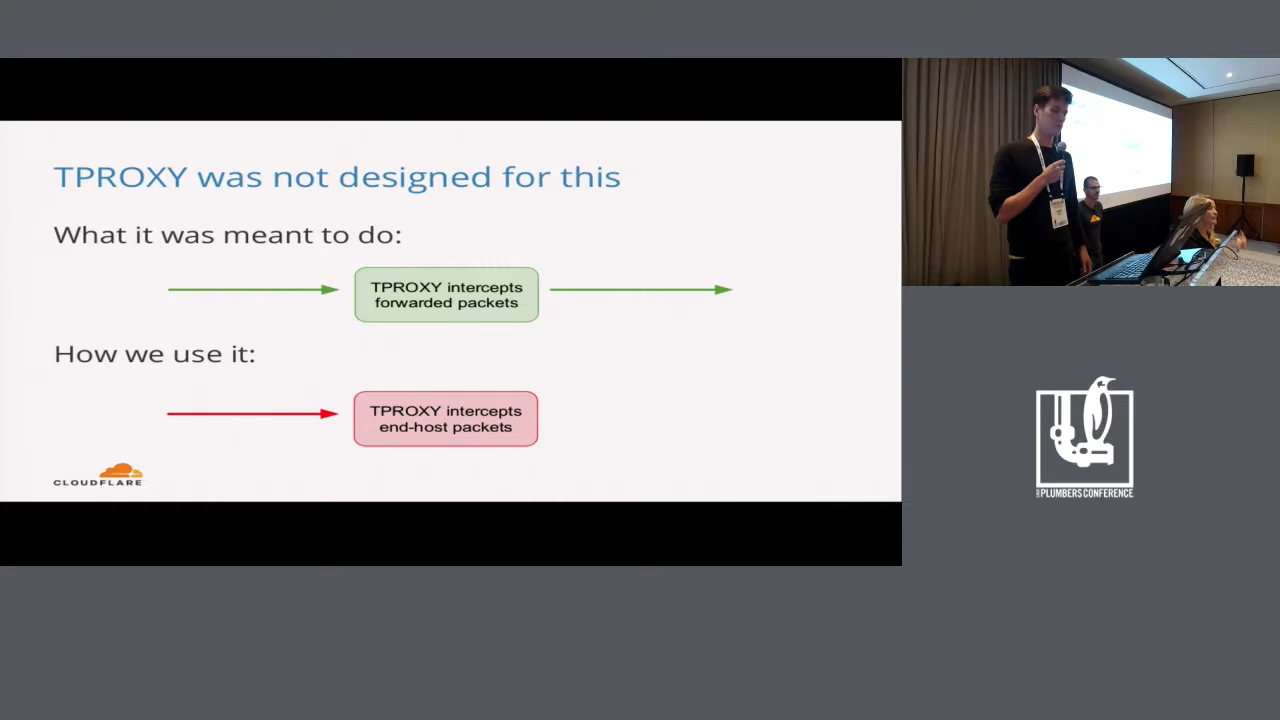 TPROXY was not designed for this
What it was meant to do:
TPROXY intercepts
forwarded packets
How we use it:
TPROXY intercepts
end-host packets
CLOUDFLARE
PLUMBERS CONFERENCE